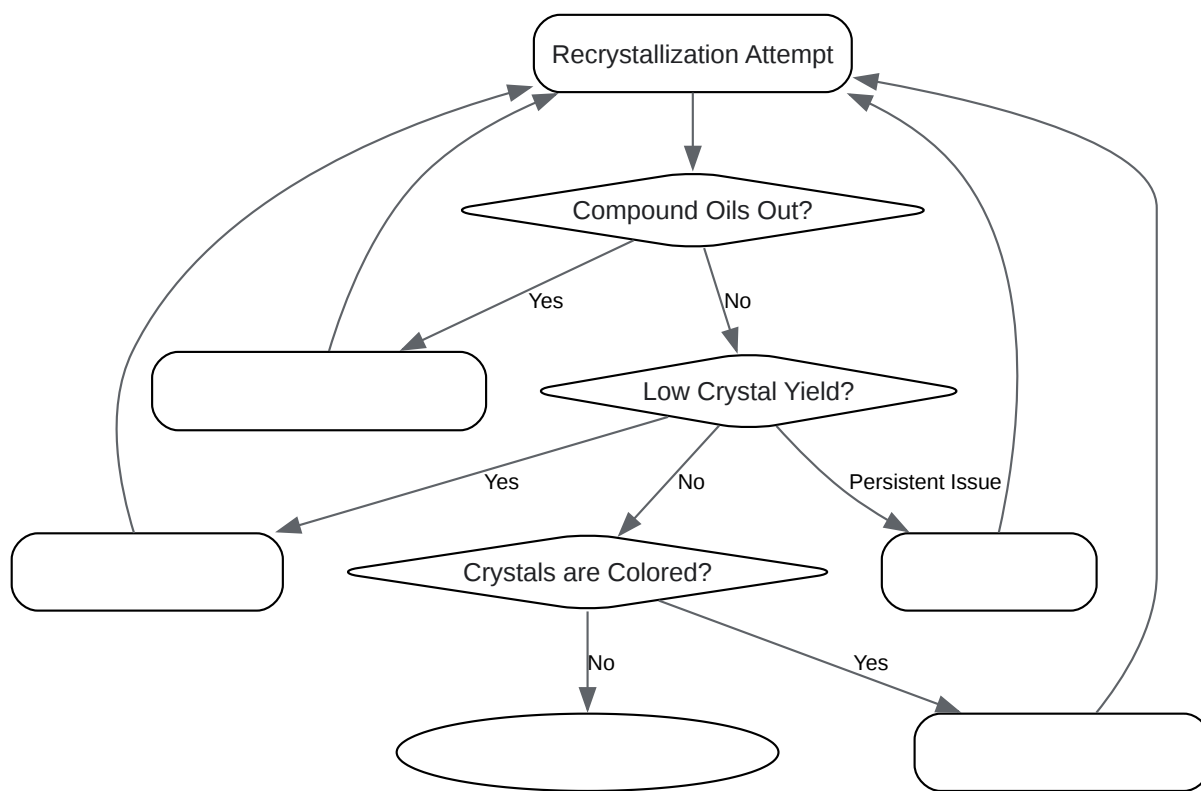 Recrystallization Attempt
Compound Oils Out?
Yes
No
Low Crystal Yield?
Yes
No
Persistent Issue
Crystals are Colored?
No
Yes